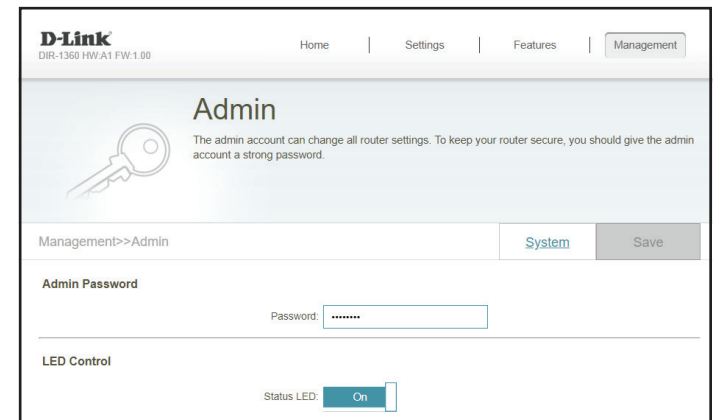 D-Link
DIR-1360 HW:A1 FW:1.00
Home | Settings | Features | Management
Admin
The admin account can change all router settings. To keep your router secure, you should give the admin
account a strong password.
Management>>Admin
System
Save
Admin Password
Password: ••••••••
LED Control
Status LED: On